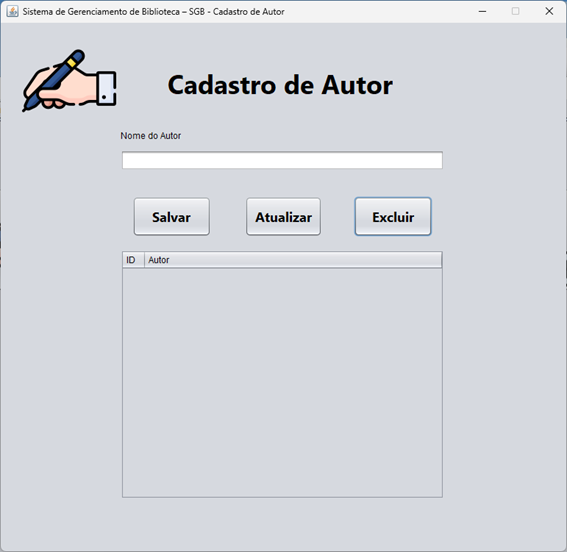 Sistema de Gerenciamento de Biblioteca – SGB - Cadastro de Autor
Cadastro de Autor
Nome do Autor
Salvar Atualizar Excluir
ID Autor